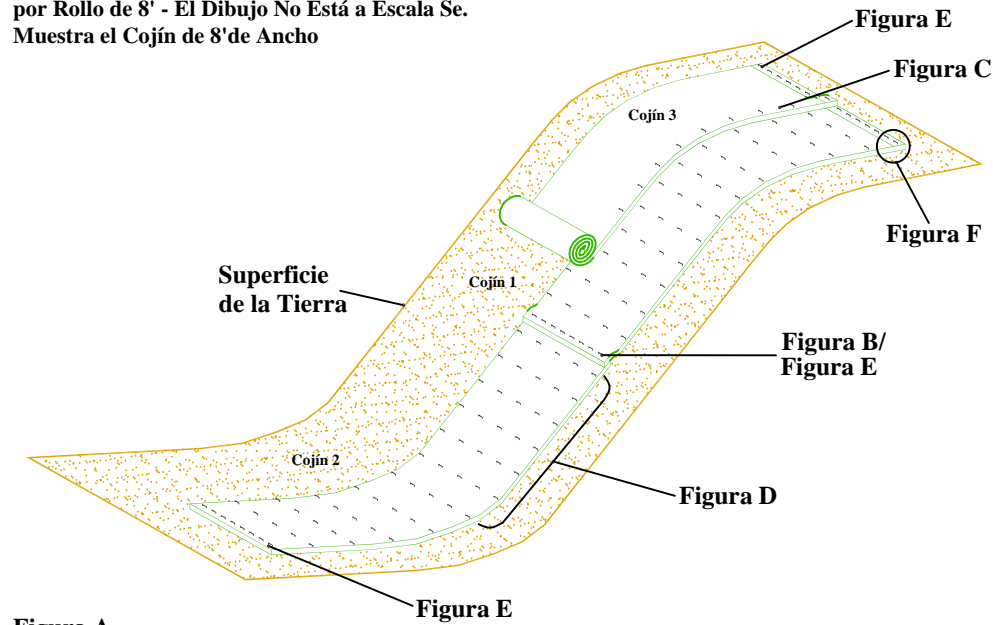 por Rollo de 8' - El Dibujo No Está a Escala Se.
Muestra el Cojín de 8'de Ancho
Figura E
Figura C
Cojín 3
Figura F
Superficie
de la Tierra
Cojín 1
Figura B/
Figura E
Cojín 2
Figura D
Figura E
Figura A